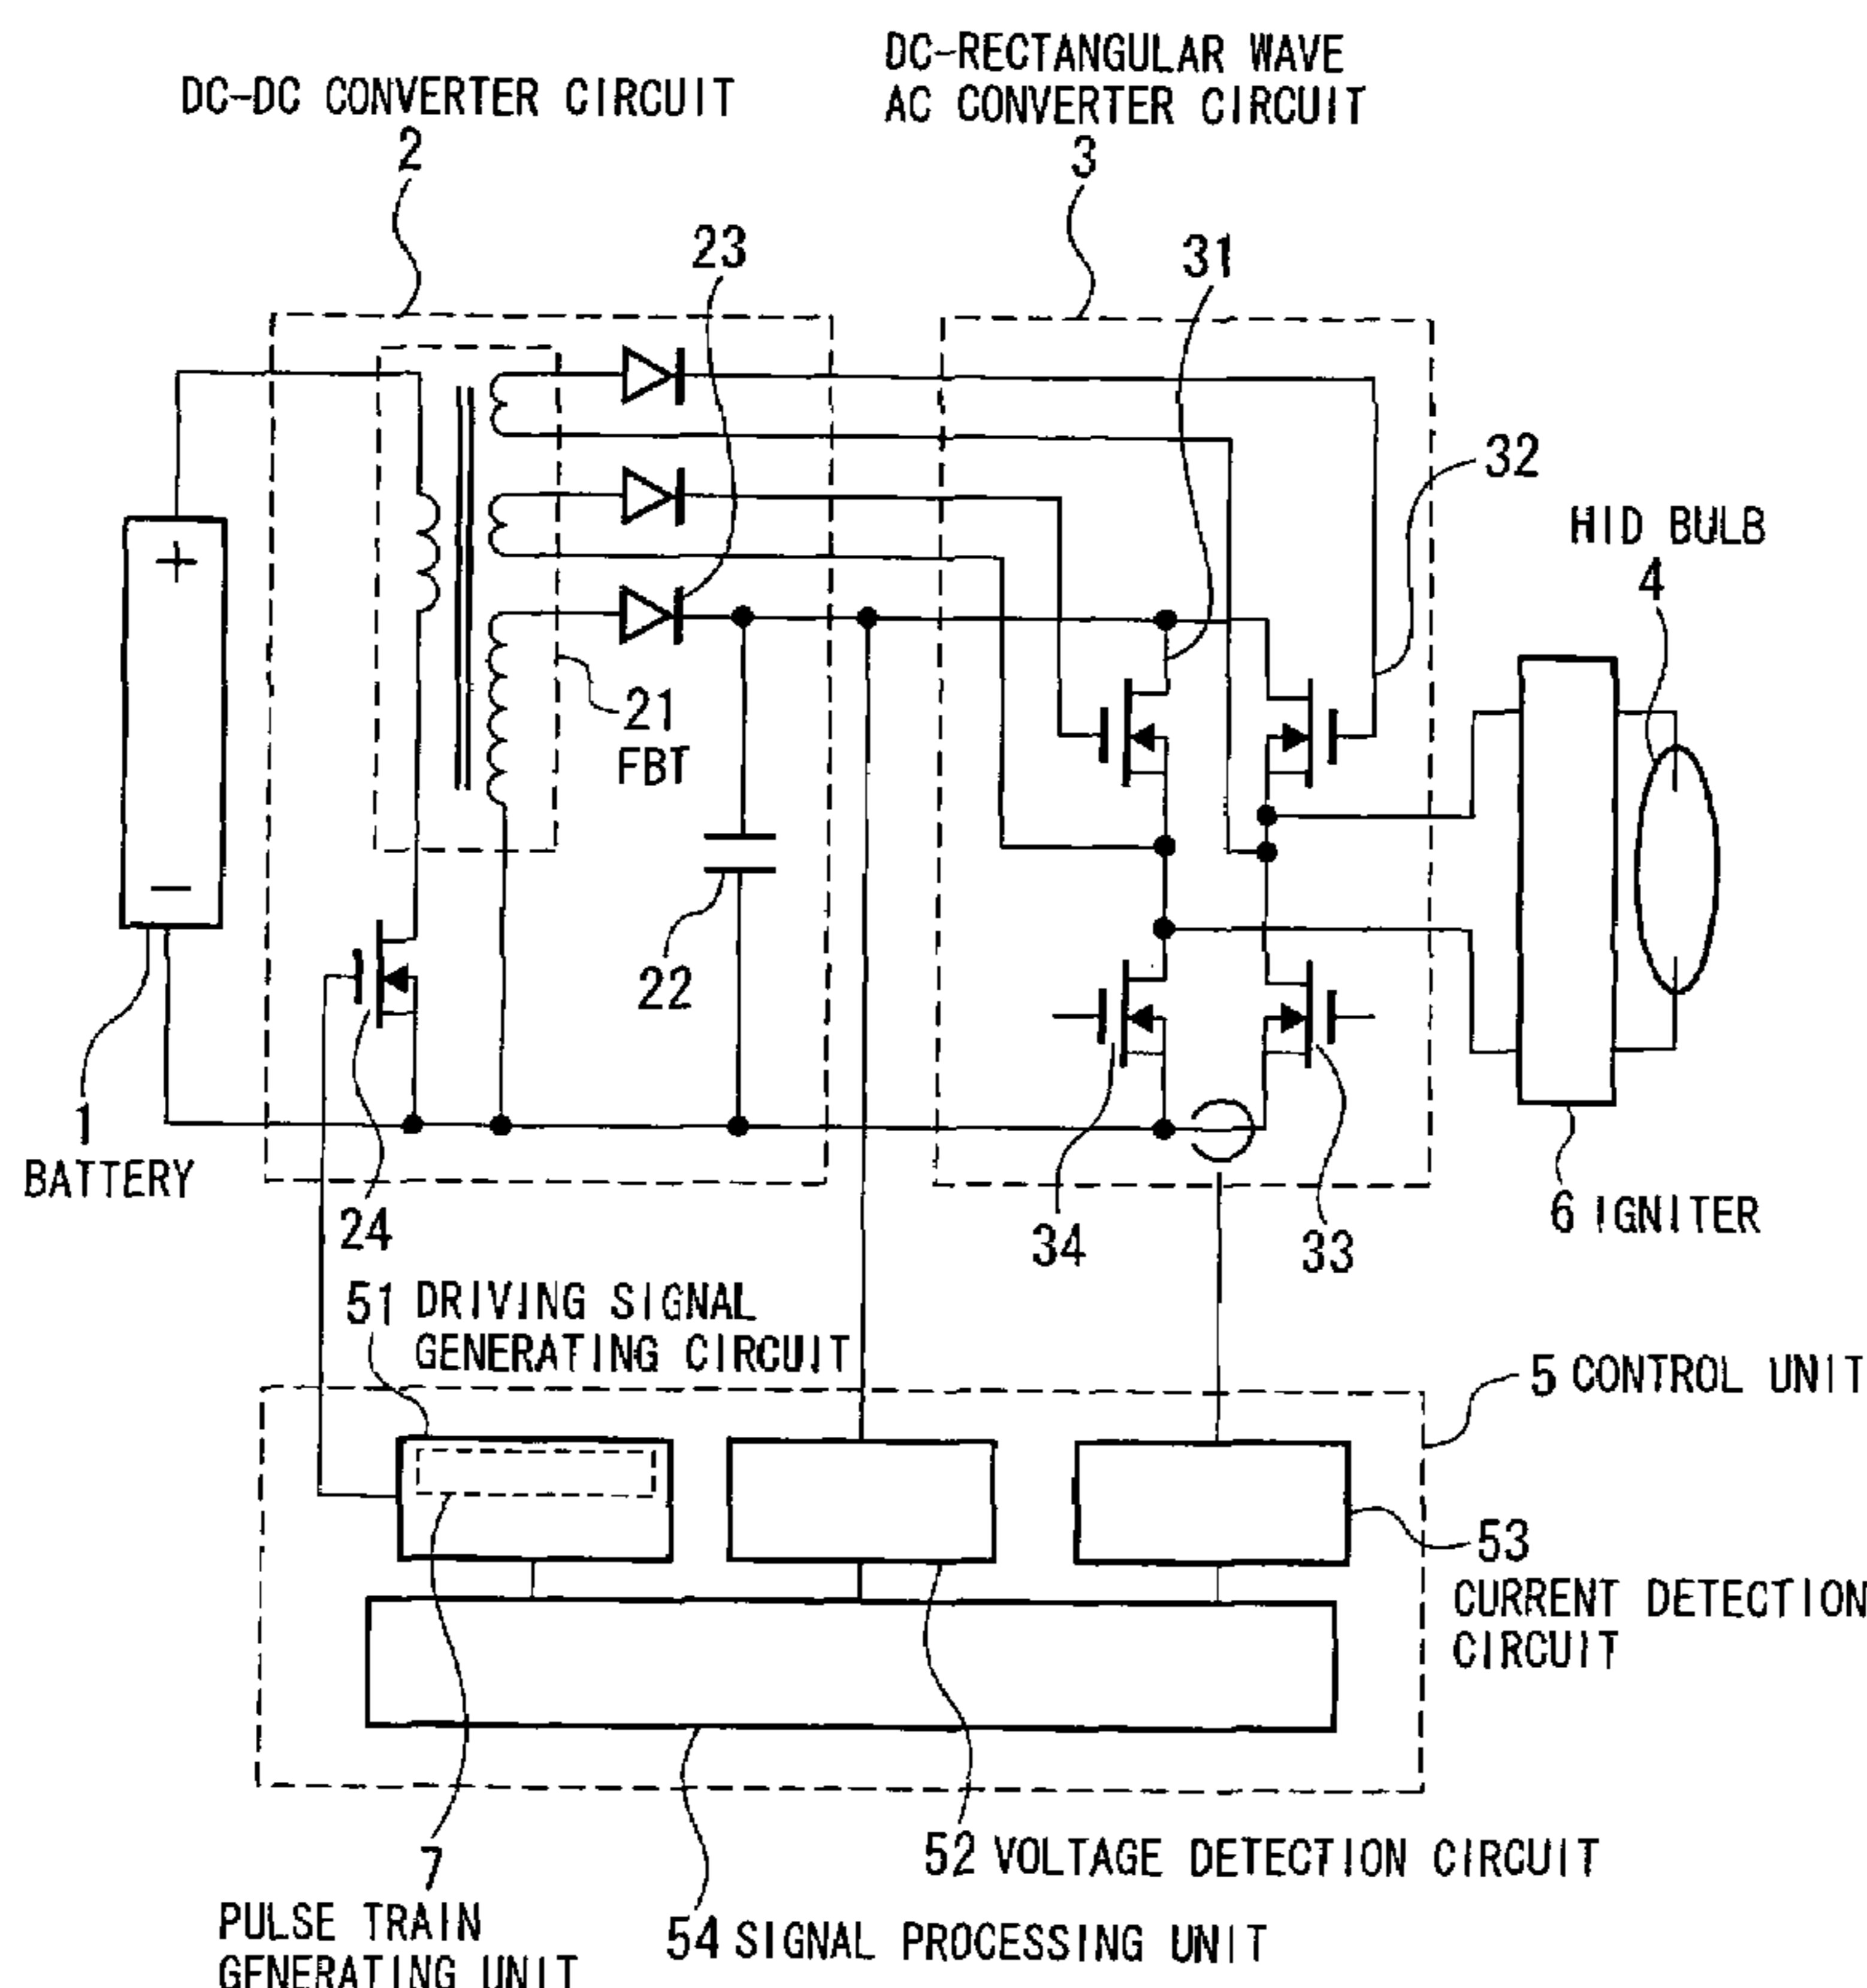 DC-DC CONVERTER CIRCUIT
2
DC-RECTANGULAR WAVE
AC CONVERTER CIRCUIT
3
23
31
32
HID BULB
4
+
21
FBT
−
22
1
BATTERY
24
34
33
6 IGNITER
51 DRIVING SIGNAL
GENERATING CIRCUIT
5 CONTROL UNIT
53
CURRENT DETECTION
CIRCUIT
7
PULSE TRAIN
GENERATING UNIT
52 VOLTAGE DETECTION CIRCUIT
54 SIGNAL PROCESSING UNIT